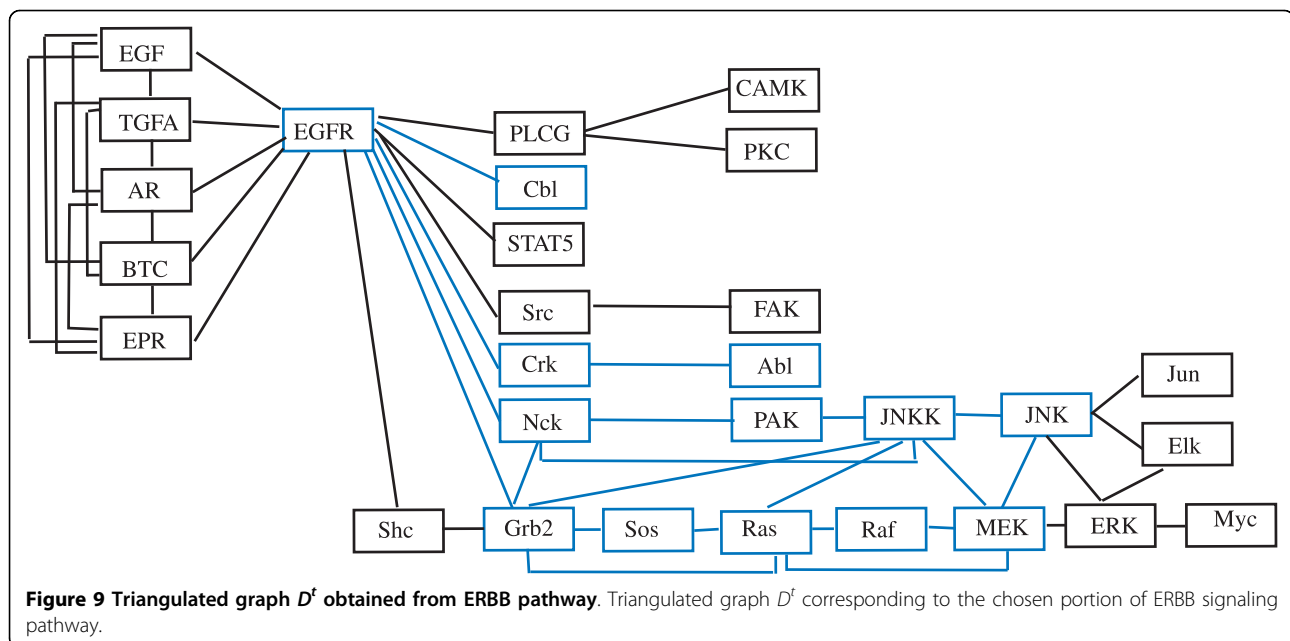 EGF
TGFA
AR
BTC
EPR
EGFR
PLCG
Cbl
STAT5
Src
Crk
Nck
CAMK
PKC
FAK
Abl
PAK
JNKK
JNK
Jun
Elk
Shc
Grb2
Sos
Ras
Raf
MEK
ERK
Myc
Figure 9 Triangulated graph Dᵗ obtained from ERBB pathway. Triangulated graph Dᵗ corresponding to the chosen portion of ERBB signaling
pathway.